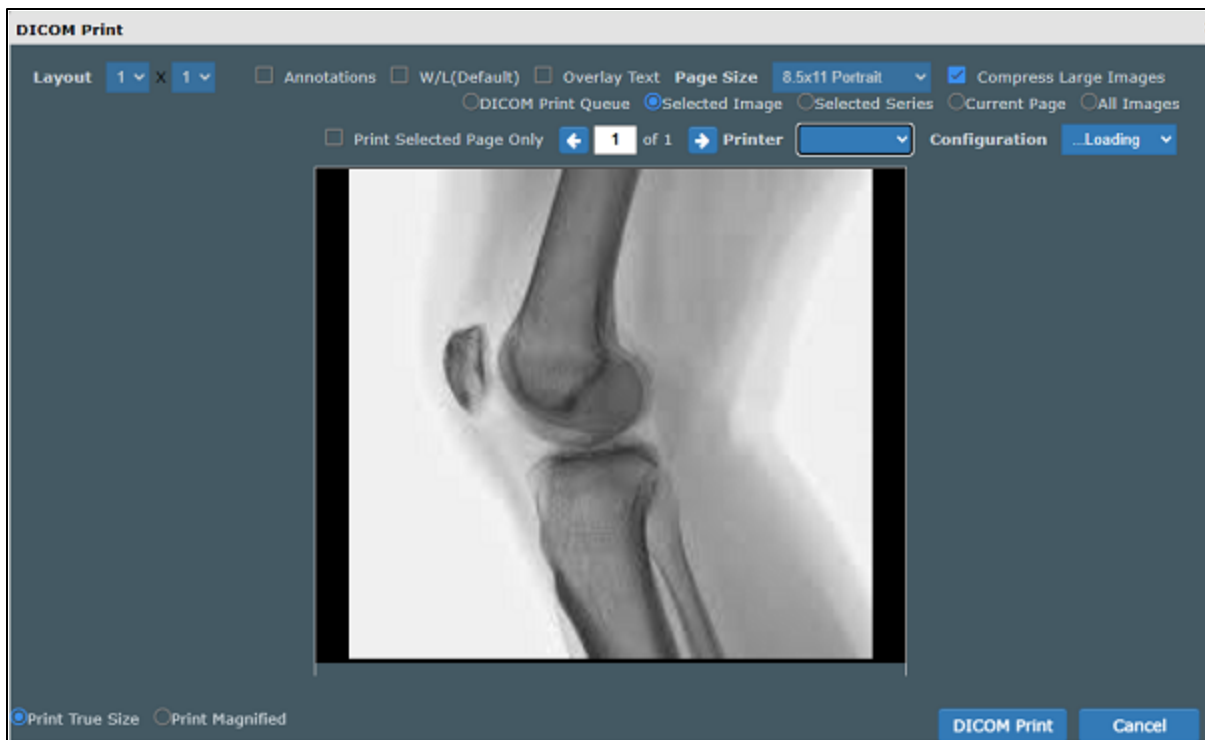 DICOM Print
Layout 1 X 1 Annotations W/L(Default) Overlay Text Page Size 8.5x11 Portrait Compress Large Images
DICOM Print Queue Selected Image Selected Series Current Page All Images
Print Selected Page Only 1 of 1 Printer Configuration ...Loading
Print True Size Print Magnified
DICOM Print Cancel